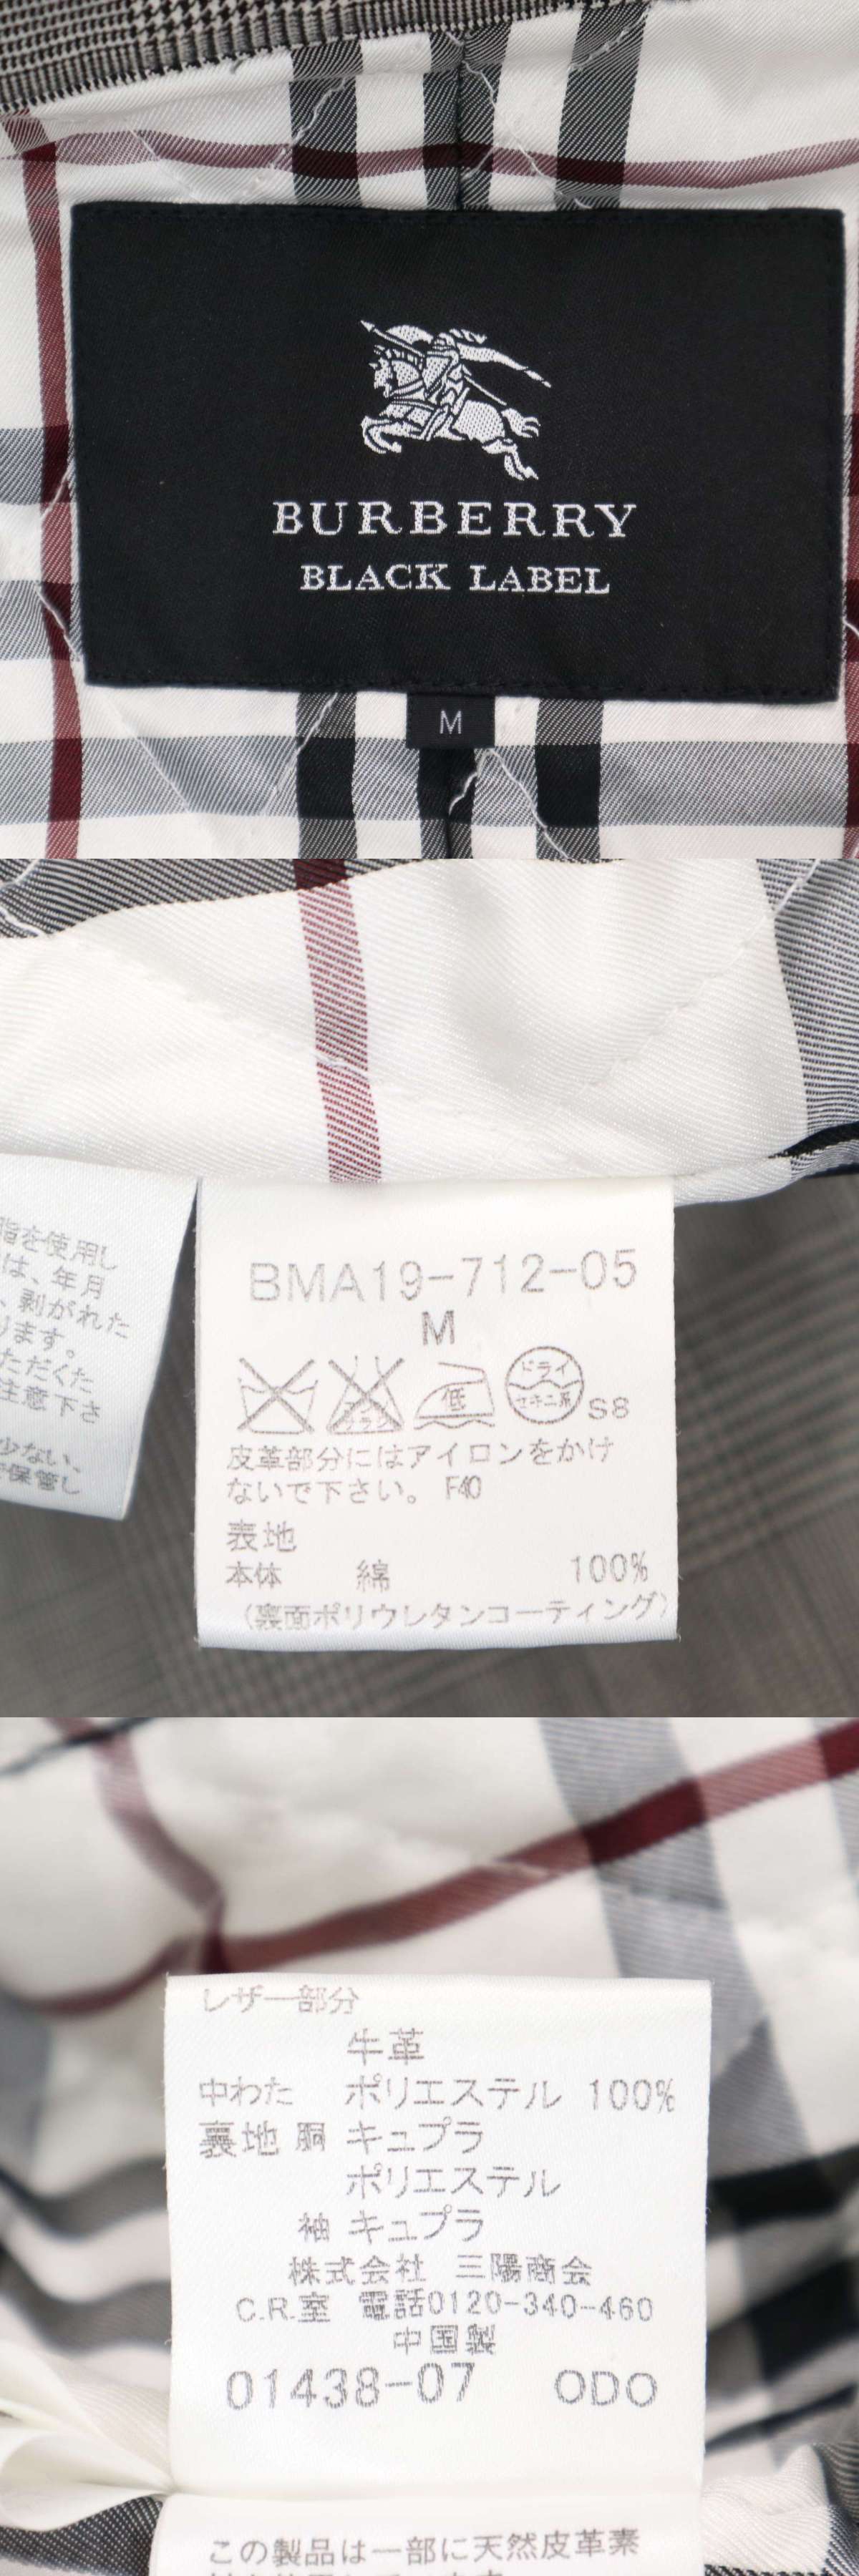 BURBERRY
BLACK LABEL
M
脂を使用し
は、年月
、剥がれた
ります。
ただくた
注意下さ
少ない、
で保管し
BMA19-712-05
M
低
ドライ
セキユ系
S8
皮革部分にはアイロンをかけ
ないで下さい。 F40
表地
本体 綿 100%
（裏面ポリウレタンコーティング）
レザー部分
牛革
中わた ポリエステル 100%
裏地 胴 キュプラ
ポリエステル
袖 キュプラ
株式会社 三陽商会
C.R.室 電話0120-340-460
中国製
01438-07 ODO
この製品は一部に天然皮革素